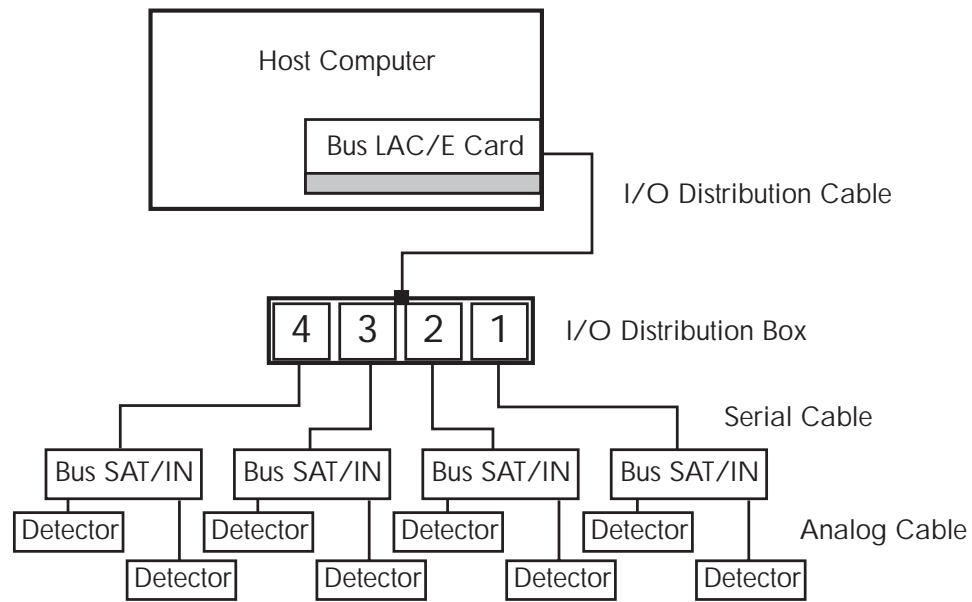 Host Computer
Bus LAC/E Card
I/O Distribution Cable
4 3 2 1
I/O Distribution Box
Serial Cable
Bus SAT/IN Bus SAT/IN Bus SAT/IN Bus SAT/IN
Detector Detector Detector Detector
Analog Cable
Detector Detector Detector Detector